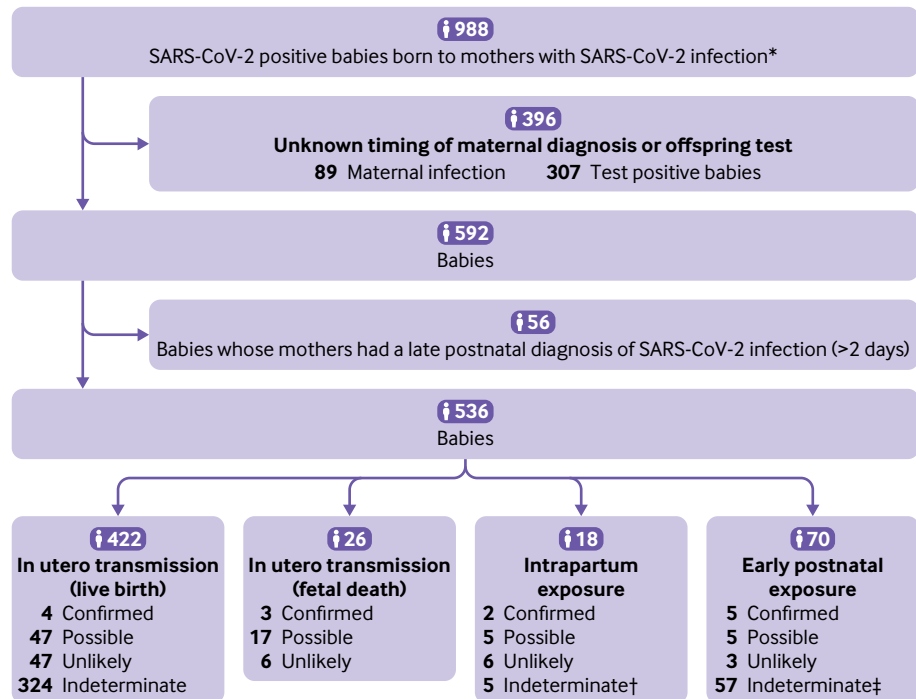 988
SARS-CoV-2 positive babies born to mothers with SARS-CoV-2 infection*
396
Unknown timing of maternal diagnosis or offspring test
89 Maternal infection 307 Test positive babies
592
Babies
56
Babies whose mothers had a late postnatal diagnosis of SARS-CoV-2 infection (>2 days)
536
Babies
422
In utero transmission
(live birth)
4 Confirmed
47 Possible
47 Unlikely
324 Indeterminate
26
In utero transmission
(fetal death)
3 Confirmed
17 Possible
6 Unlikely
18
Intrapartum
exposure
2 Confirmed
5 Possible
6 Unlikely
5 Indeterminate†
70
Early postnatal
exposure
5 Confirmed
5 Possible
3 Unlikely
57 Indeterminate‡